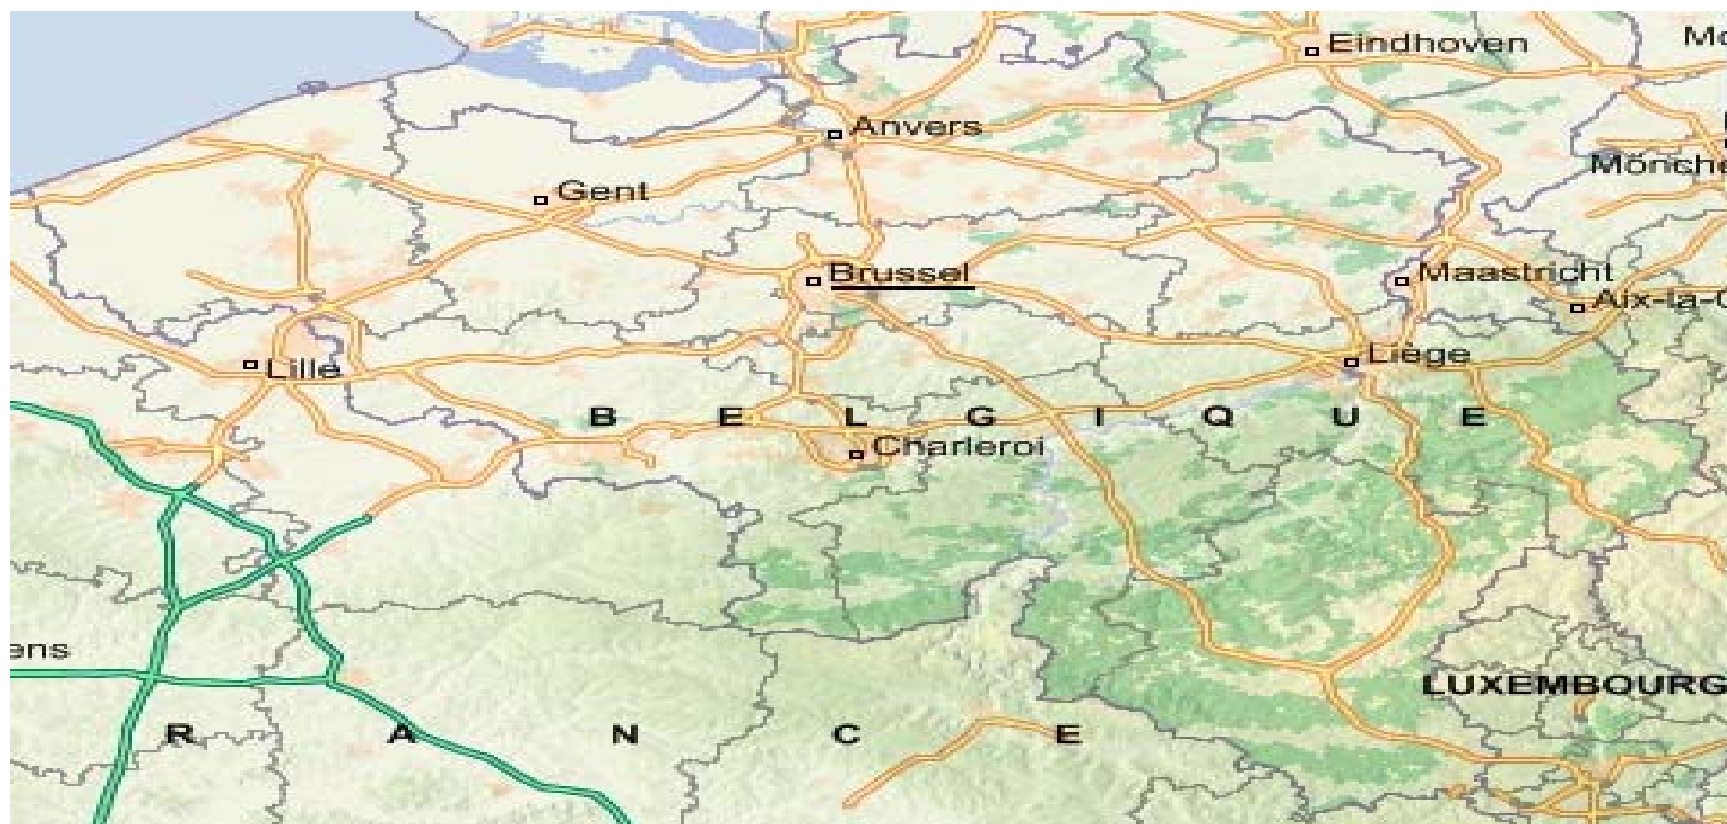 Eindhoven
Anvers
Gent
Brussel
Maastricht
Liège
Lille
B E L G I Q U E
Charleroi
LUXEMBOURG
R A N C E